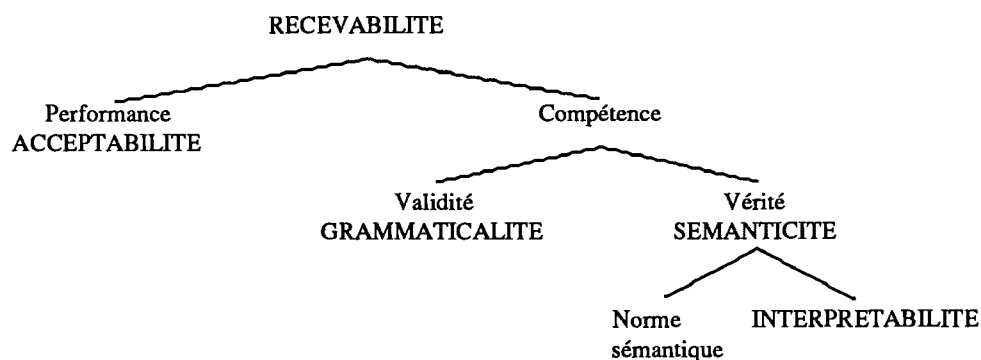 RECEVABILITE
Performance
ACCEPTABILITE
Compétence
Validité
GRAMMATICALITE
Vérité
SEMANTICITE
Norme
sémantique
INTERPRETABILITE